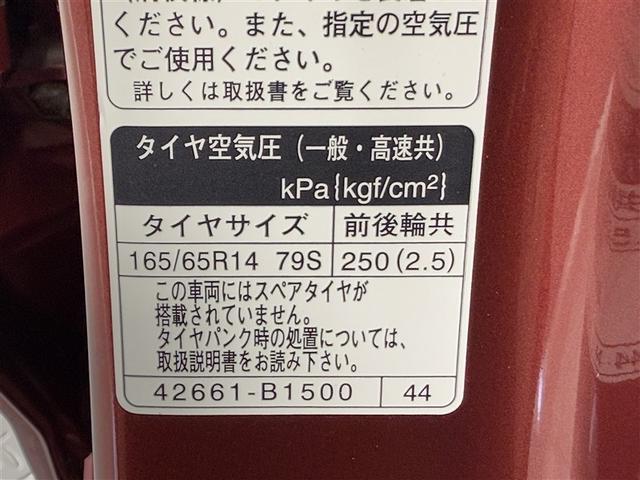 ください。また、指定の空気圧
でご使用ください。
詳しくは取扱書をご覧ください。
タイヤ空気圧 (一般・高速共)
kPa{kgf/cm²}
タイヤサイズ 前後輪共
165/65R14 79S 250(2.5)
この車両にはスペアタイヤが
搭載されていません。
タイヤパンク時の処置については、
取扱説明書をお読み下さい。
42661-B1500 44